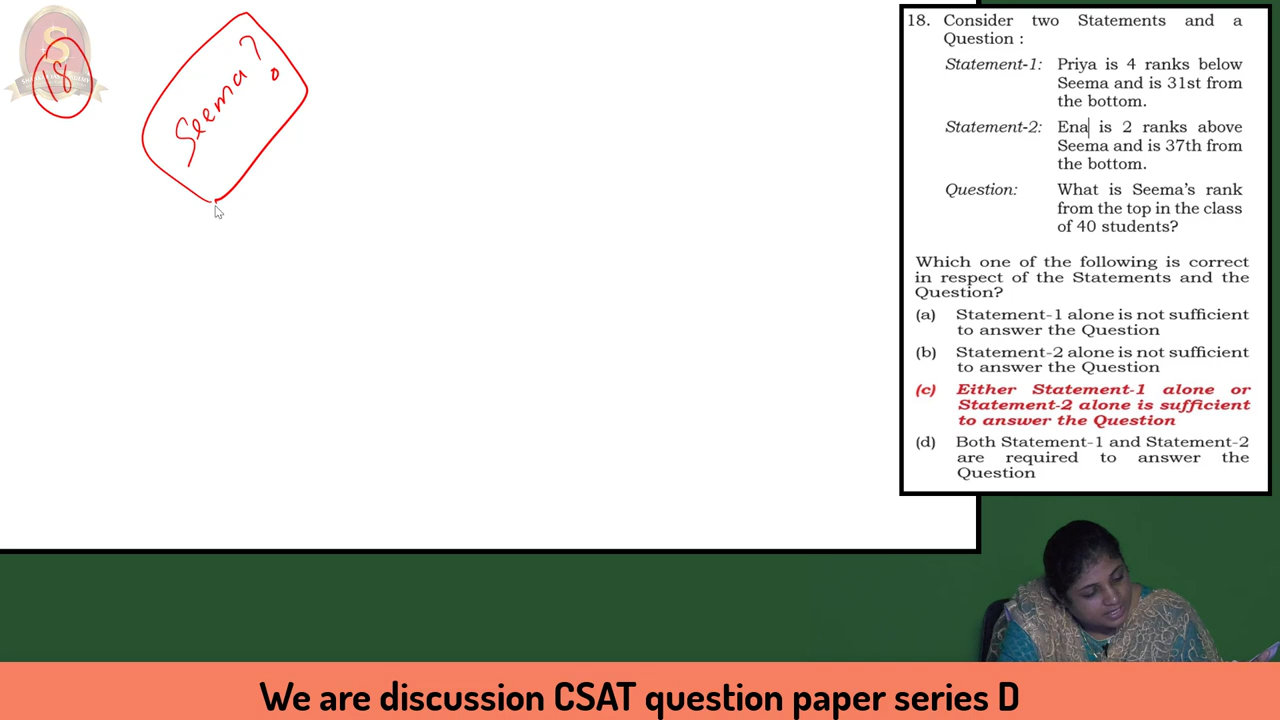 18
Seema?
18. Consider two Statements and a
Question :
Statement-1: Priya is 4 ranks below
Seema and is 31st from
the bottom.
Statement-2: Ena is 2 ranks above
Seema and is 37th from
the bottom.
Question: What is Seema's rank
from the top in the class
of 40 students?
Which one of the following is correct
in respect of the Statements and the
Question?
(a) Statement-1 alone is not sufficient
to answer the Question
(b) Statement-2 alone is not sufficient
to answer the Question
(c) Either Statement-1 alone or
Statement-2 alone is sufficient
to answer the Question
(d) Both Statement-1 and Statement-2
are required to answer the
Question
We are discussion CSAT question paper series D